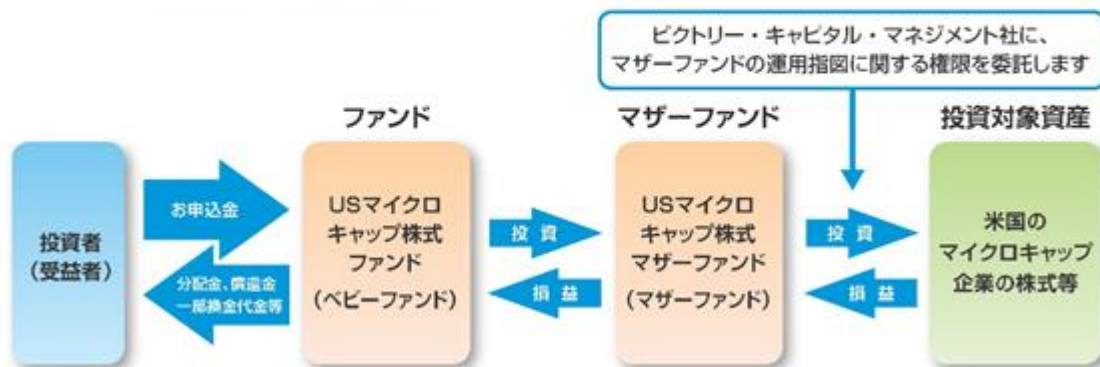 ビクトリー・キャピタル・マネジメント社に、
マザーファンドの運用指図に関する権限を委託します
ファンド
マザーファンド
投資対象資産
投資者
（受益者）
お申込金
分配金、償還金
一部換金代金等
USマイクロ
キャップ株式
ファンド
（ベビーファンド）
投資
損益
USマイクロ
キャップ株式
マザーファンド
（マザーファンド）
投資
損益
米国の
マイクロキャップ
企業の株式等